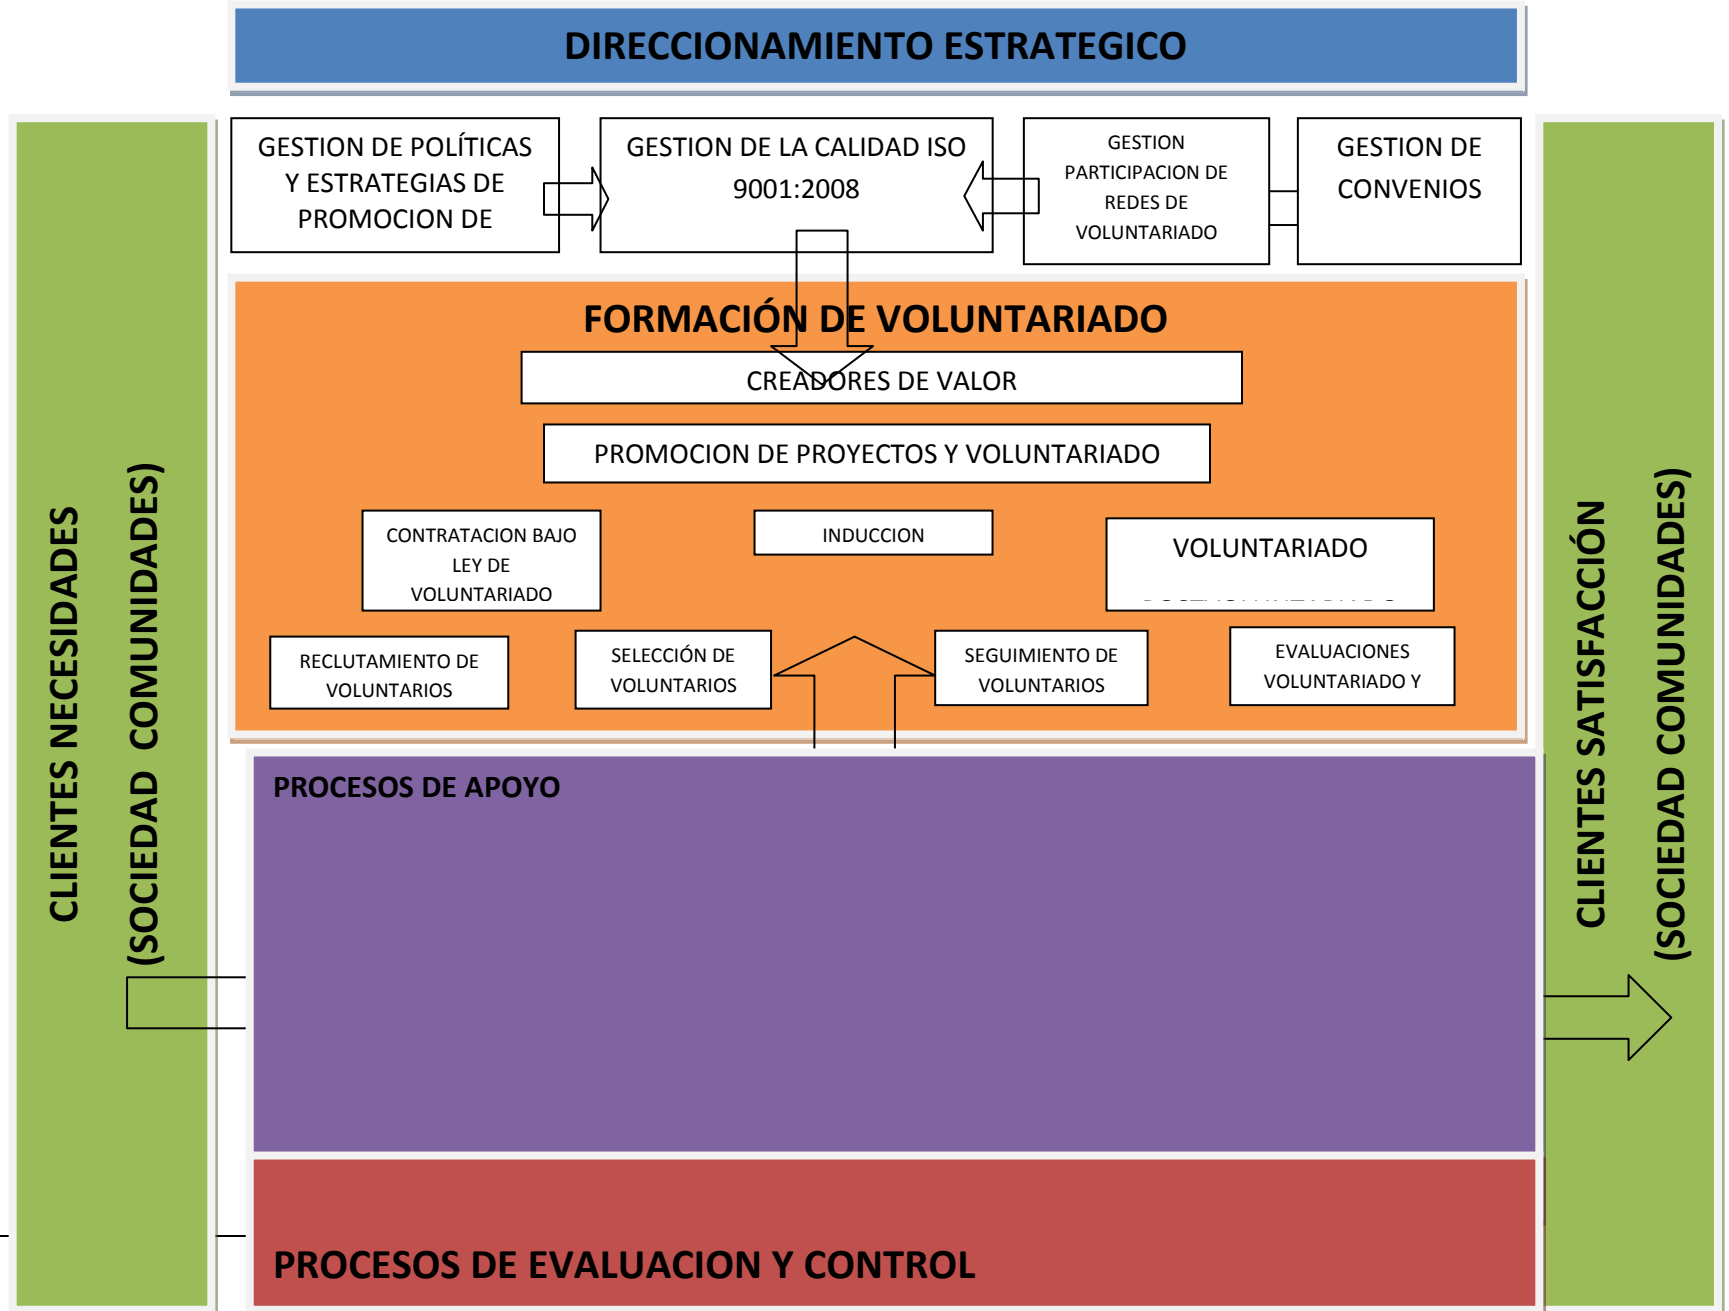 DIRECCIONAMIENTO ESTRATEGICO
GESTION DE POLÍTICAS
Y ESTRATEGIAS DE
PROMOCION DE
GESTION DE LA CALIDAD ISO
9001:2008
GESTION
PARTICIPACION DE
REDES DE
VOLUNTARIADO
GESTION DE
CONVENIOS
CLIENTES NECESIDADES
(SOCIEDAD COMUNIDADES)
FORMACIÓN DE VOLUNTARIADO
CREADORES DE VALOR
PROMOCION DE PROYECTOS Y VOLUNTARIADO
CONTRATACION BAJO
LEY DE
VOLUNTARIADO
INDUCCION
VOLUNTARIADO
RECLUTAMIENTO DE
VOLUNTARIOS
SELECCIÓN DE
VOLUNTARIOS
SEGUIMIENTO DE
VOLUNTARIOS
EVALUACIONES
VOLUNTARIADO Y
CLIENTES SATISFACCIÓN
(SOCIEDAD COMUNIDADES)
PROCESOS DE APOYO
PROCESOS DE EVALUACION Y CONTROL